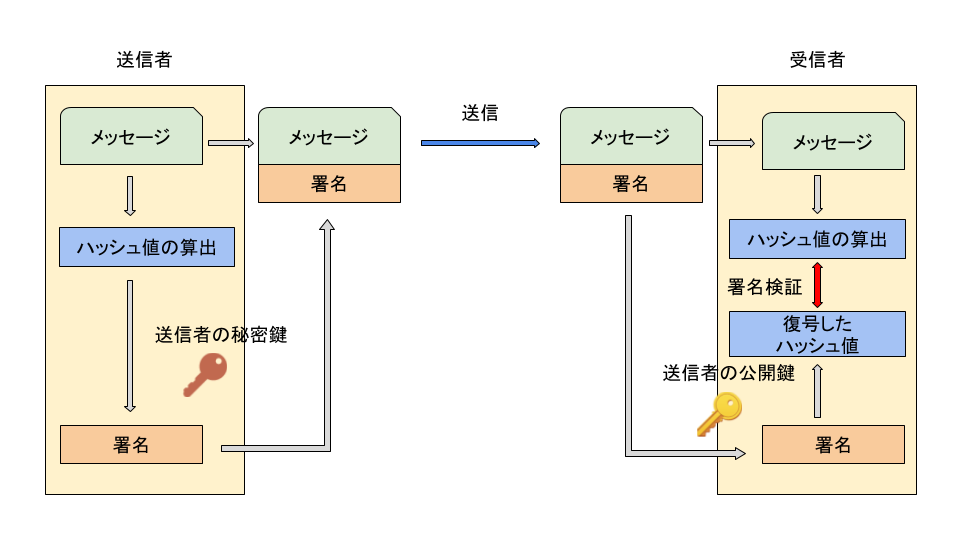 送信者
メッセージ
ハッシュ値の算出
送信者の秘密鍵
署名
メッセージ
署名
送信
メッセージ
署名
受信者
メッセージ
ハッシュ値の算出
署名検証
復号した
ハッシュ値
送信者の公開鍵
署名